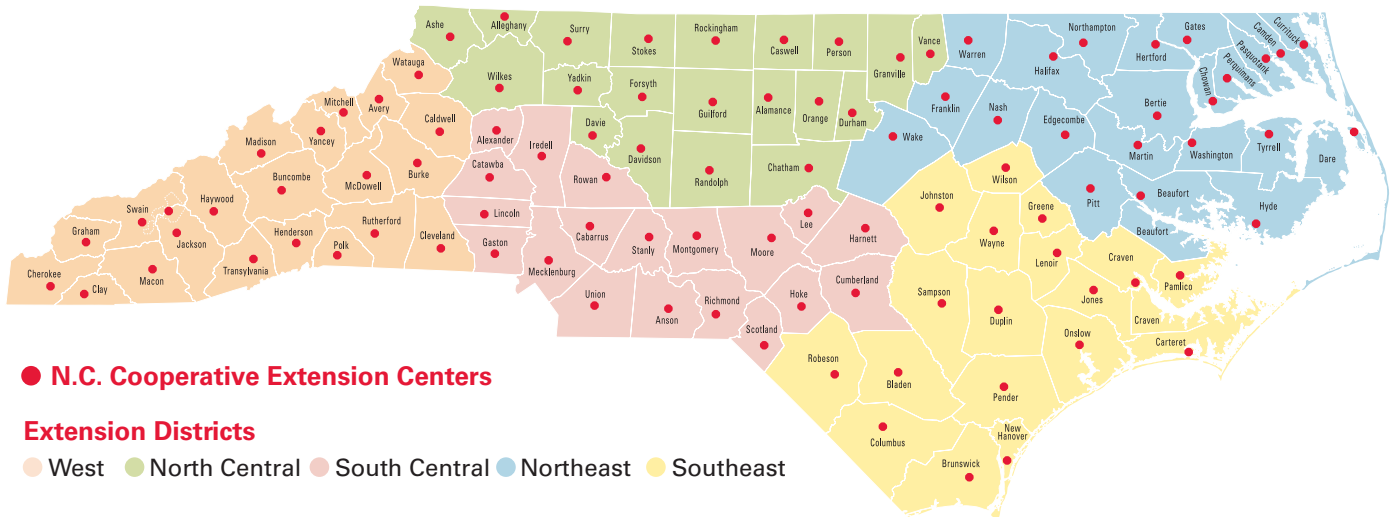 Ashe
Alleghany
Surry
Stokes
Rockingham
Caswell
Person
Granville
Vance
Warren
Northampton
Gates
Camden
Currituck
Pasquotank
Perquimans
Chowan
Hertford
Halifax
Watauga
Wilkes
Yadkin
Forsyth
Guilford
Alamance
Orange
Durham
Franklin
Nash
Edgecombe
Bertie
Mitchell
Avery
Caldwell
Alexander
Iredell
Davie
Davidson
Randolph
Chatham
Wake
Martin
Washington
Tyrrell
Dare
Madison
Yancey
McDowell
Burke
Catawba
Rowan
Johnston
Wilson
Greene
Pitt
Beaufort
Hyde
Beaufort
Haywood
Buncombe
Swain
Graham
Jackson
Henderson
Rutherford
Polk
Cleveland
Lincoln
Gaston
Cabarrus
Stanly
Montgomery
Moore
Lee
Harnett
Wayne
Lenoir
Craven
Pamlico
Cherokee
Clay
Macon
Transylvania
Mecklenburg
Union
Anson
Richmond
Scotland
Hoke
Cumberland
Sampson
Duplin
Jones
Craven
Onslow
Carteret
Robeson
Bladen
Pender
Columbus
New
Hanover
Brunswick
N.C. Cooperative Extension Centers
Extension Districts
West North Central South Central Northeast Southeast